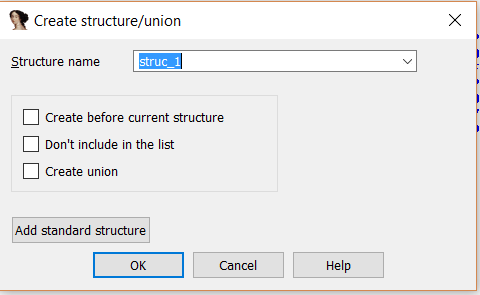 Create structure/union
Structure name struc_1
Create before current structure
Don't include in the list
Create union
Add standard structure
OK Cancel Help